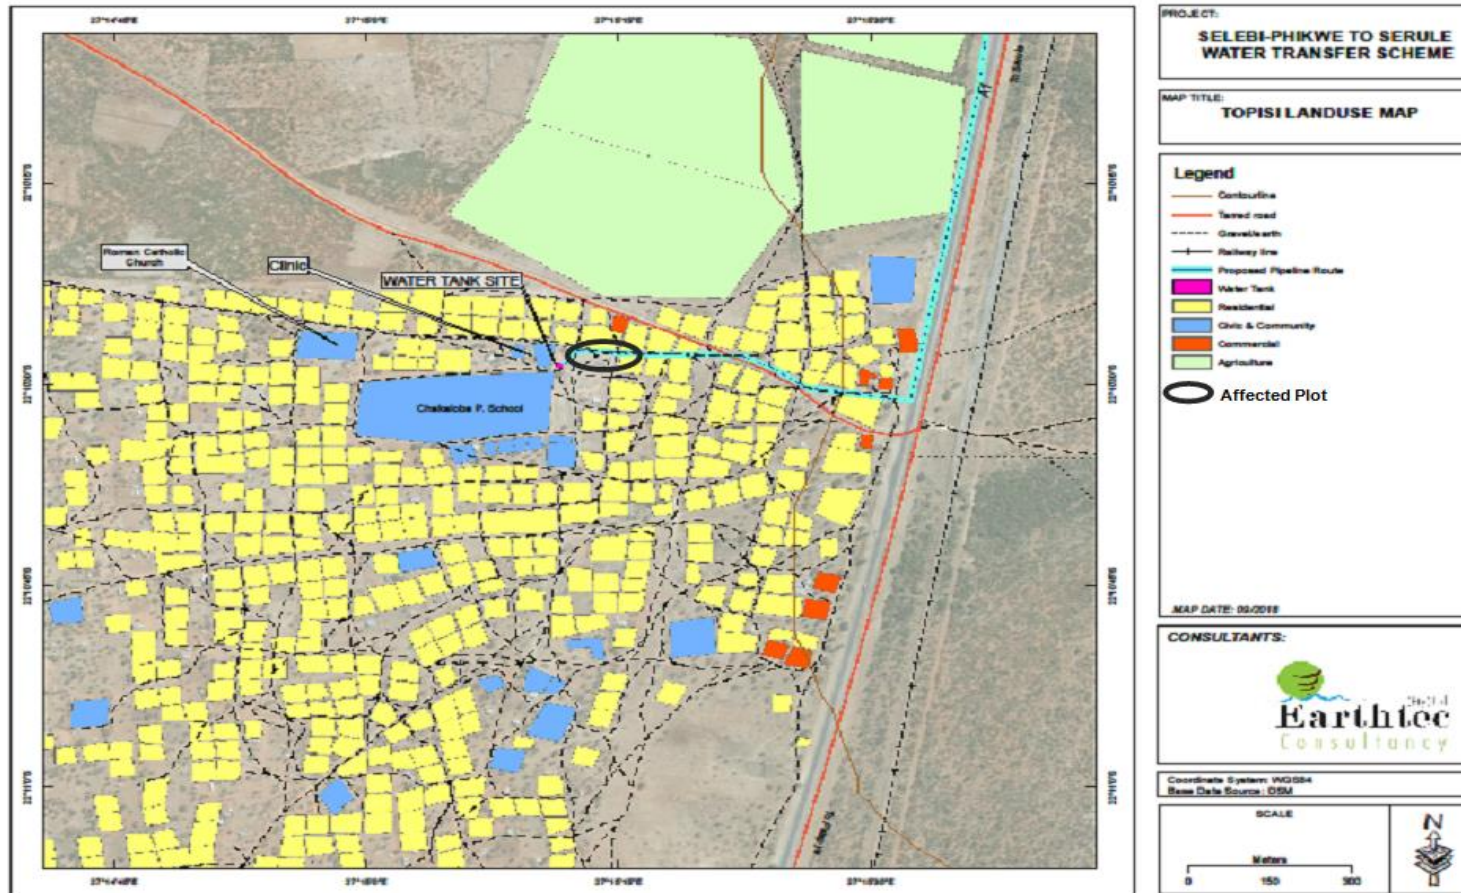 PROJECT:
SELEBI-PHIKWE TO SERULE
WATER TRANSFER SCHEME
MAP TITLE:
TOPISI LANDUSE MAP
Roman Catholic
Church
Clinic
WATER TANK SITE
P. School
A1
Legend
Contourline
Tarred road
Gravel/earth
Railway line
Proposed Pipeline Route
Water Tank
Residential
Civic & Community
Commercial
Agriculture
Affected Plot
MAP DATE: 09/2016
CONSULTANTS:
Digital
Earthtec
Consultancy
Coordinate System: WGS84
Base Data Source: DSM
SCALE
Meters
0 150 300
N